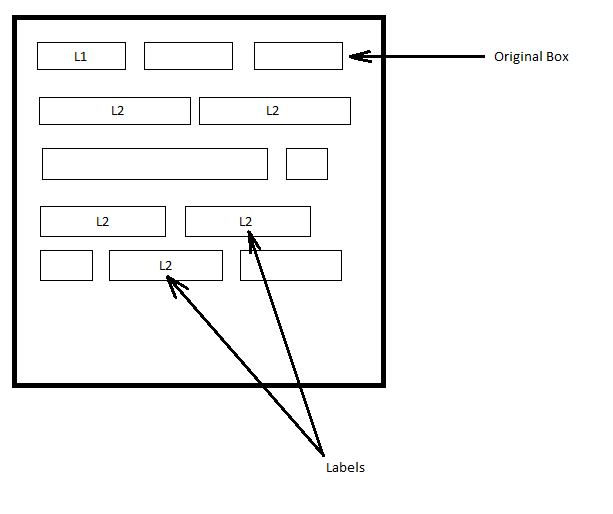 L1
Original Box
L2 L2
L2 L2
L2
Labels